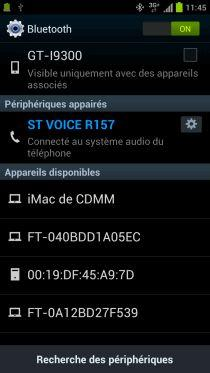 3G 11:45
Bluetooth ON
GT-I9300
Visible uniquement avec des appareils
associés
Périphériques appairés
ST VOICE R157
Connecté au système audio du
téléphone
Appareils disponibles
iMac de CDMM
FT-040BDD1A05EC
00:19:DF:45:A9:7D
FT-0A12BD27F539
Recherche des périphériques